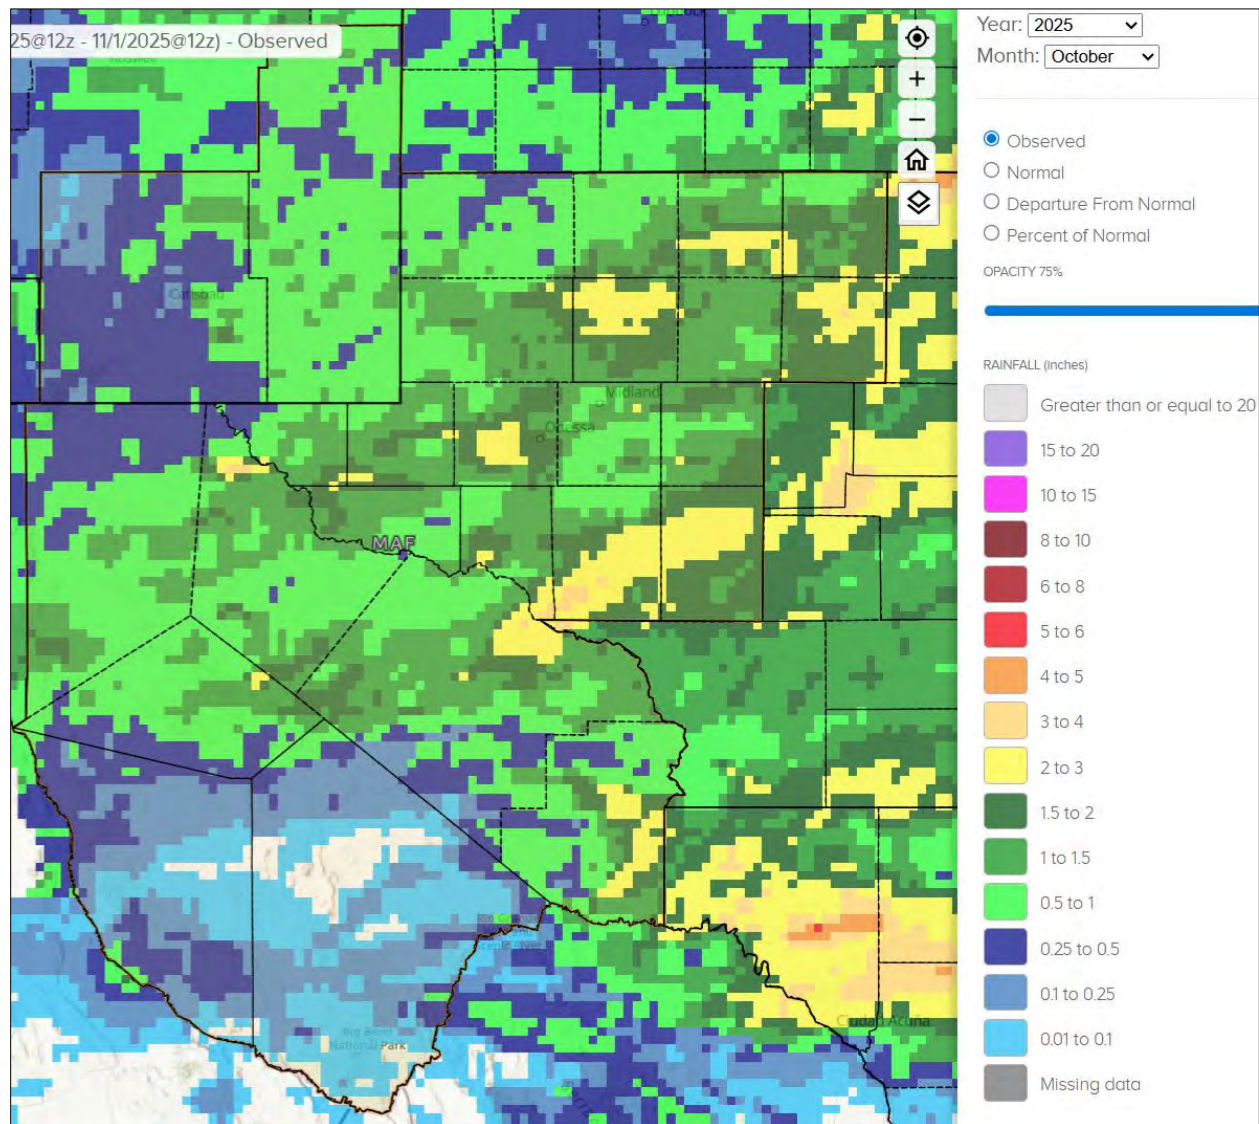 25@12z - 11/1/2025@12z) - Observed
Roswell
Year: 2025
Month: October
Observed
Normal
Departure From Normal
Percent of Normal
OPACITY 75%
Carlsbad
Midland
Odessa
MAF
RAINFALL (inches)
Greater than or equal to 20
15 to 20
10 to 15
8 to 10
6 to 8
5 to 6
4 to 5
3 to 4
2 to 3
1.5 to 2
1 to 1.5
0.5 to 1
0.25 to 0.5
0.1 to 0.25
0.01 to 0.1
Missing data
Ciudad Acuña
Big Bend
National Park